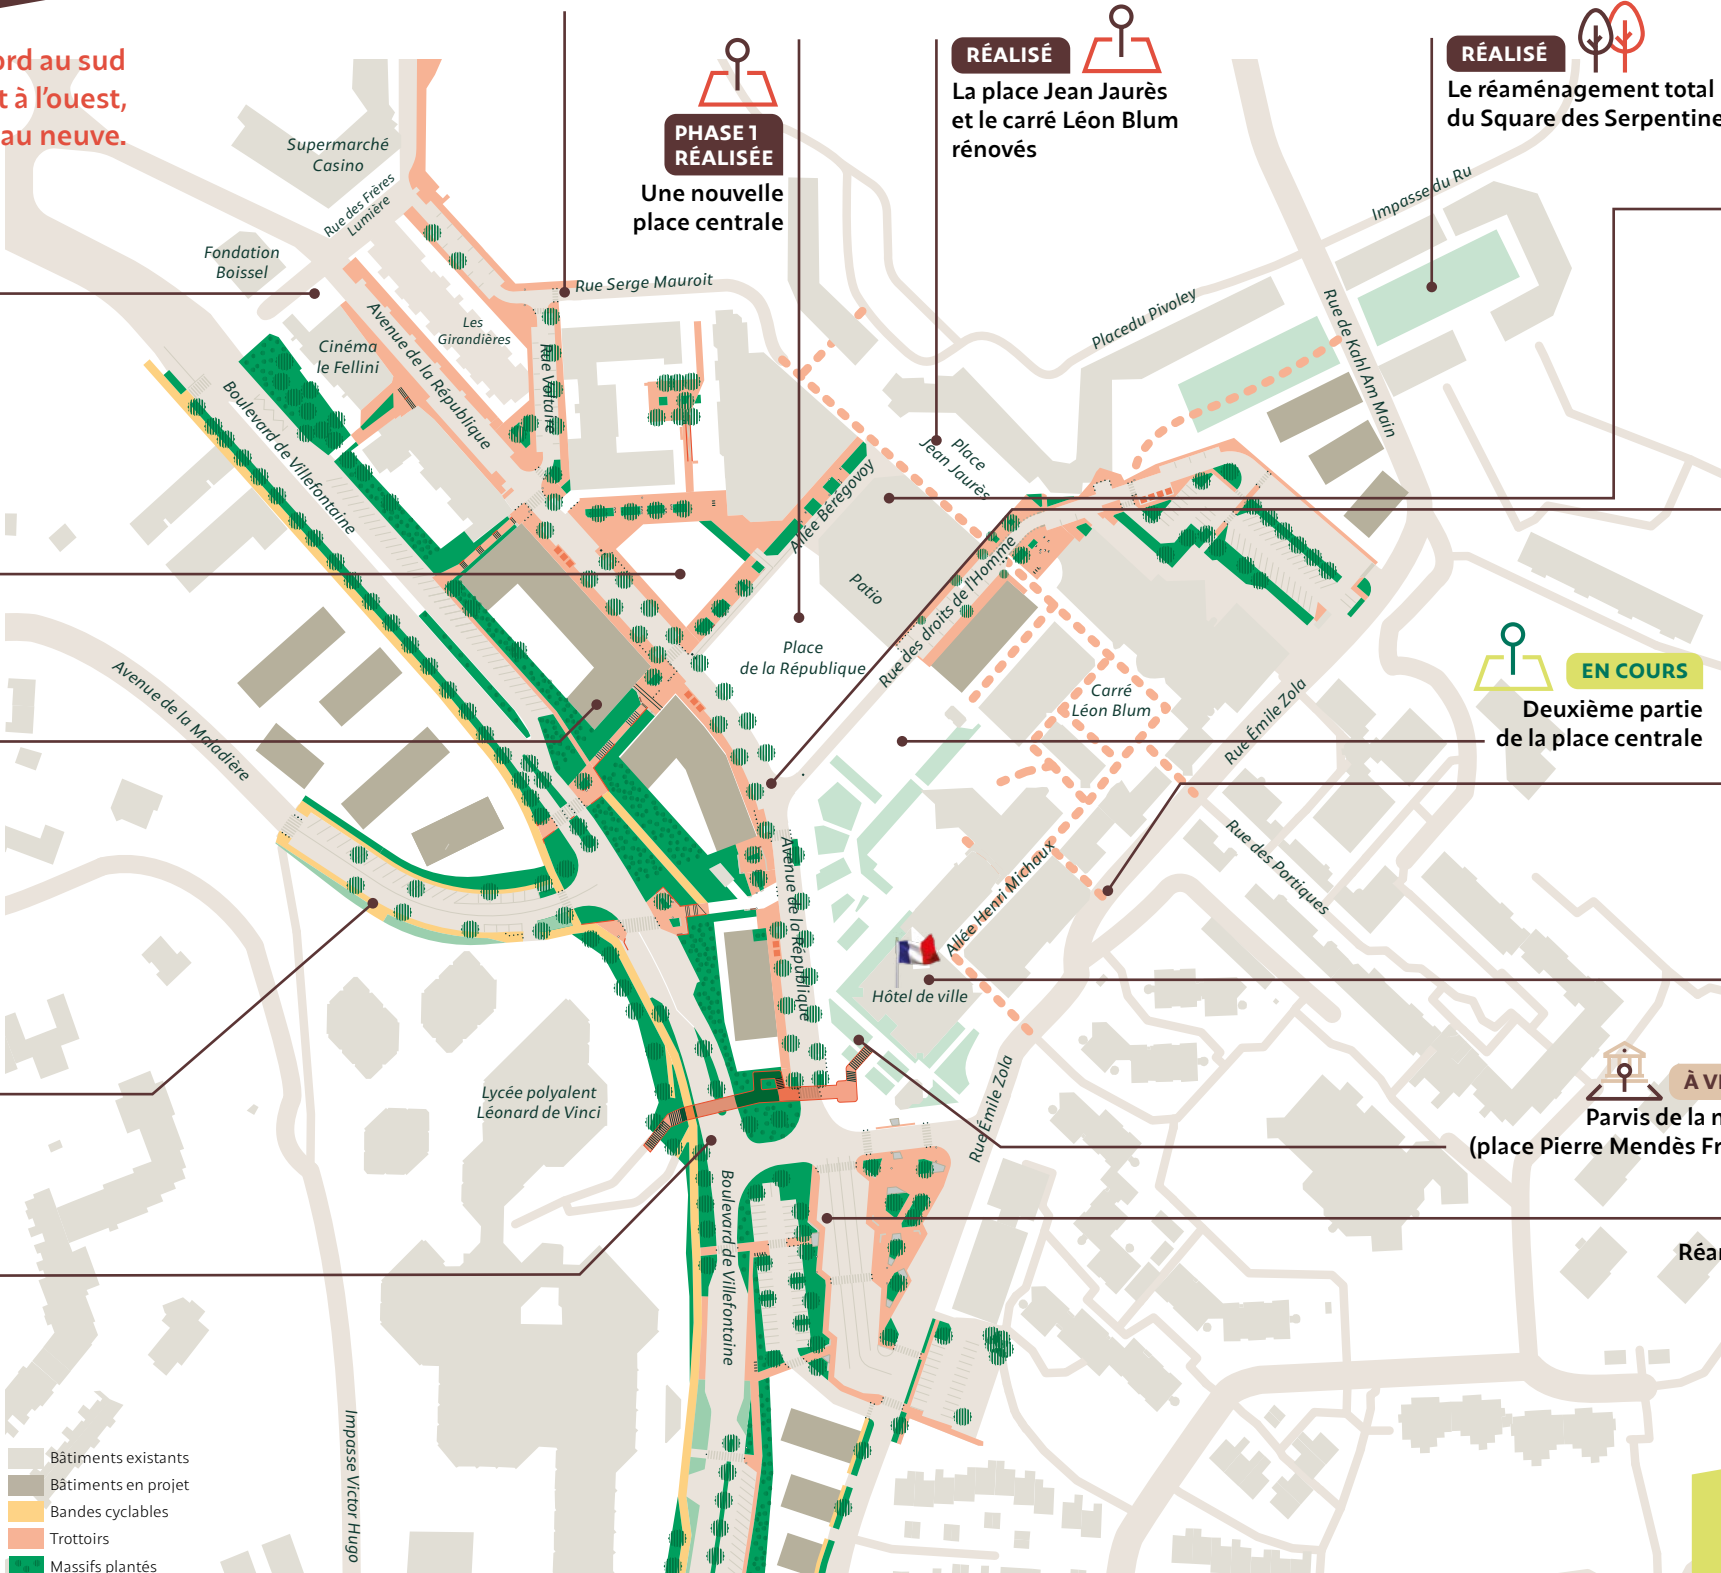 ord au sud
t à l’ouest,
au neuve.
PHASE 1
RÉALISÉE
Une nouvelle
place centrale
RÉALISÉ
La place Jean Jaurès
et le carré Léon Blum
rénovés
RÉALISÉ
Le réaménagement total
du Square des Serpentine
Supermarché
Casino
Rue des Frères
Lumière
Fondation
Boissel
Cinéma
le Fellini
Les
Girandières
Avenue de la République
Rue Voltaire
Rue Serge Mauroit
Boulevard de Villefontaine
Impasse du Ru
Placedu Pivoley
Rue de Kahl Am Main
Place
Jean Jaurès
Allée Bérégovoy
Patio
Rue des droits de l'Homme
Place
de la République
Carré
Léon Blum
Rue Émile Zola
EN COURS
Deuxième partie
de la place centrale
Avenue de la Maladière
Rue des Portiques
Allée Henri Michaux
Avenue de la République
Hôtel de ville
Lycée polyalent
Léonard de Vinci
Rue Émile Zola
À VE
Parvis de la m
(place Pierre Mendès Fr
Réam
Boulevard de Villefontaine
Impasse Victor Hugo
Bâtiments existants
Bâtiments en projet
Bandes cyclables
Trottoirs
Massifs plantés